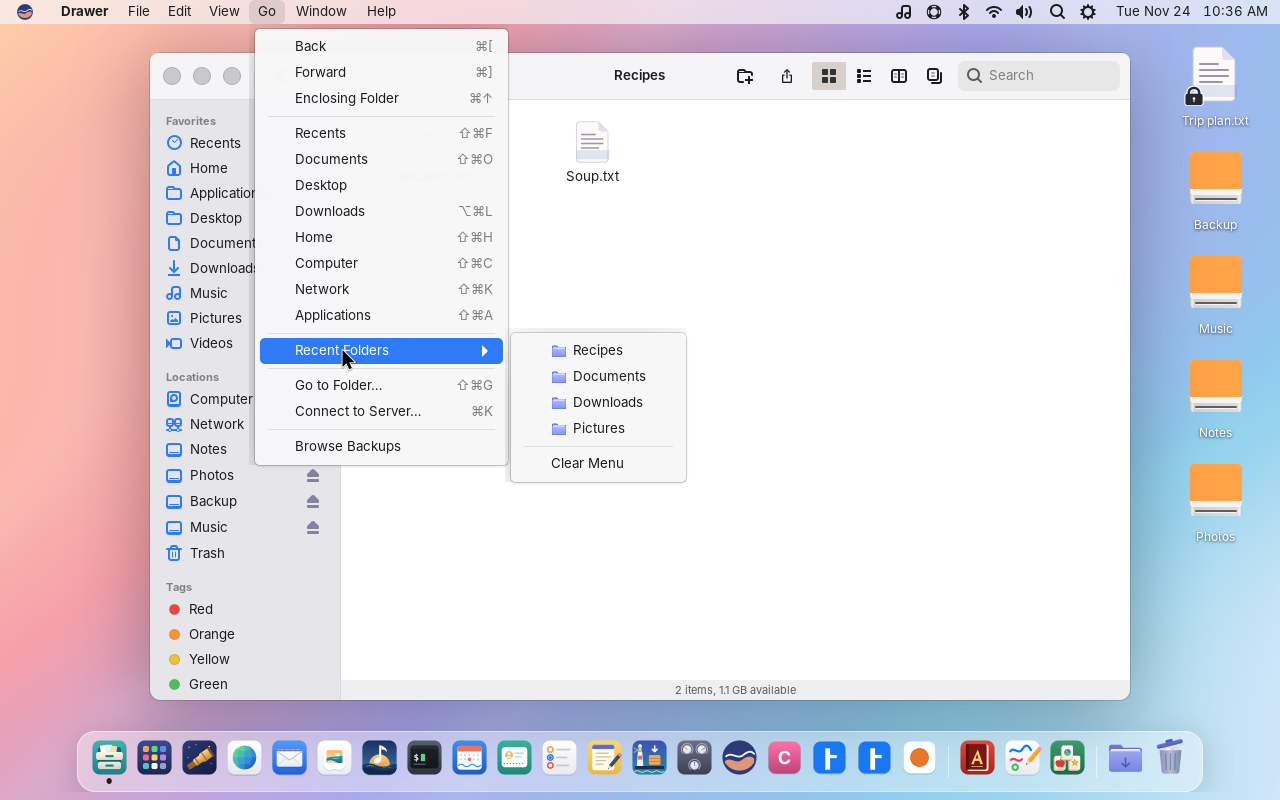 Drawer File Edit View Go Window Help Tue Nov 24 10:36 AM
Back ⌘[
Forward ⌘]
Enclosing Folder ⌘↑
Recents ⇧⌘F
Documents ⇧⌘O
Desktop
Downloads ⌥⌘L
Home ⇧⌘H
Computer ⇧⌘C
Network ⇧⌘K
Applications ⇧⌘A
Recent Folders
Go to Folder... ⇧⌘G
Connect to Server... ⌘K
Browse Backups
Recipes
Documents
Downloads
Pictures
Clear Menu
Recipes
Search
Favorites
Recents
Home
Application
Desktop
Document
Downloads
Music
Pictures
Videos
Locations
Computer
Network
Notes
Photos
Backup
Music
Trash
Tags
Red
Orange
Yellow
Green
Soup.txt
2 items, 1.1 GB available
Trip plan.txt
Backup
Music
Notes
Photos